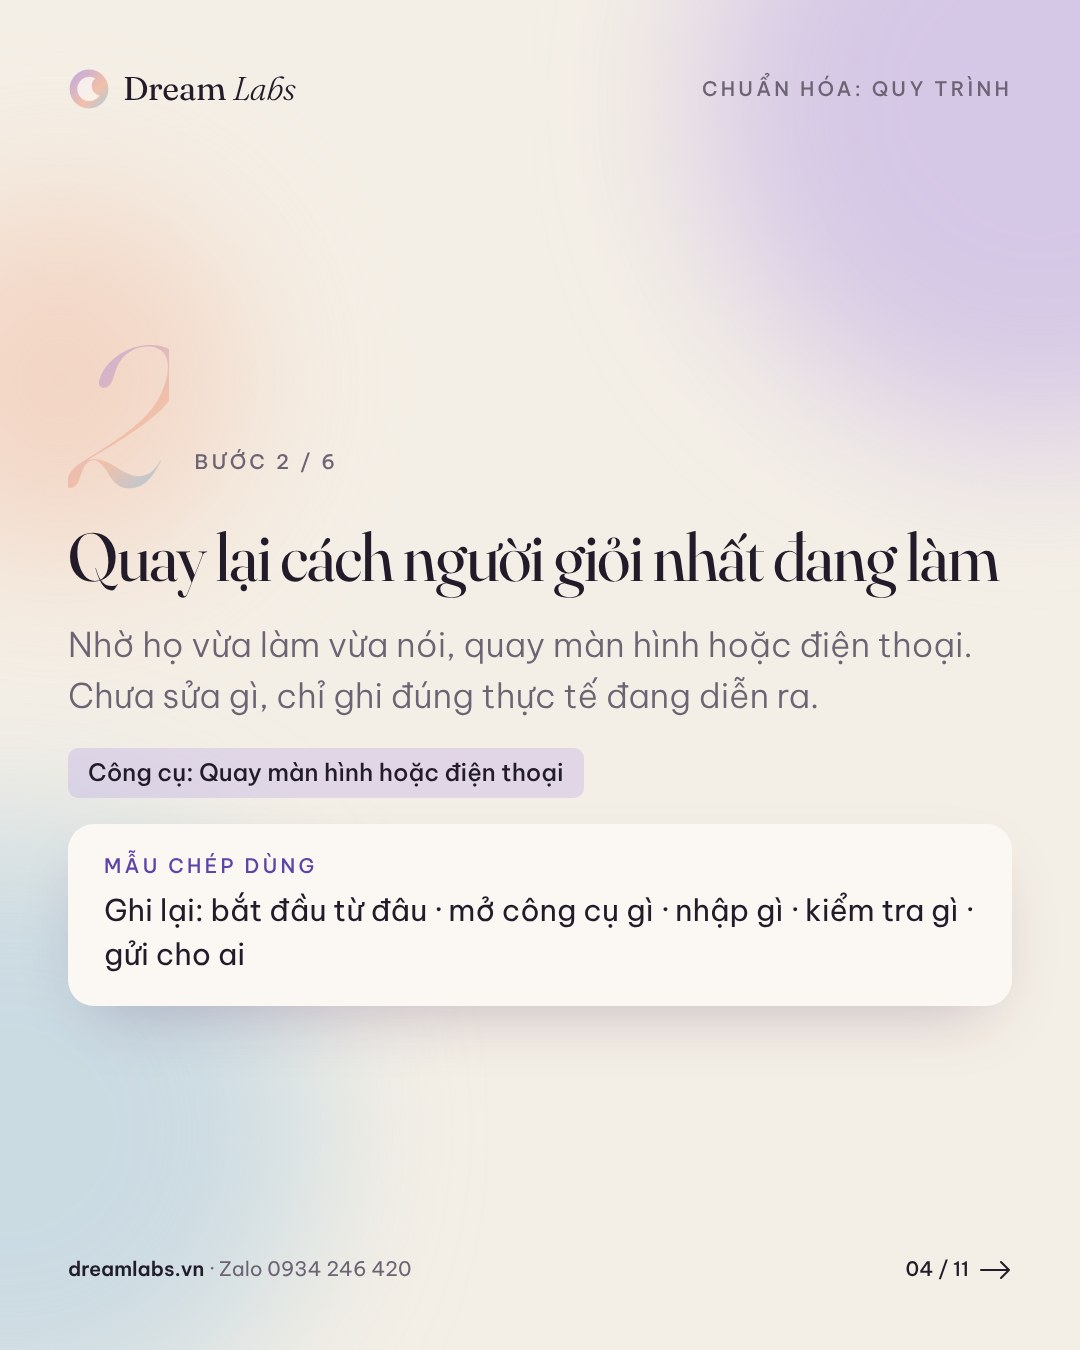 Dream Labs
CHUẨN HÓA: QUY TRÌNH
2
BƯỚC 2 / 6
Quay lại cách người giỏi nhất đang làm
Nhờ họ vừa làm vừa nói, quay màn hình hoặc điện thoại.
Chưa sửa gì, chỉ ghi đúng thực tế đang diễn ra.
Công cụ: Quay màn hình hoặc điện thoại
MẪU CHÉP DÙNG
Ghi lại: bắt đầu từ đâu · mở công cụ gì · nhập gì · kiểm tra gì ·
gửi cho ai
dreamlabs.vn · Zalo 0934 246 420
04 / 11 →